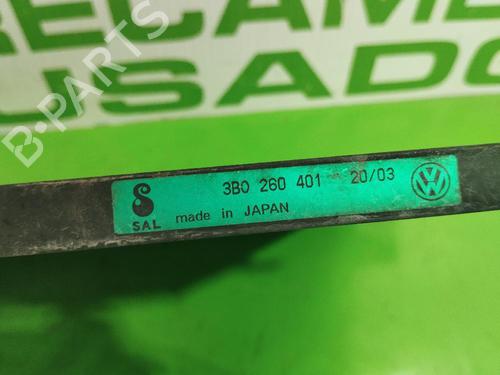 RECAMB
USADO
B-PARTS
3B0 260 401 20/03
SAL made in JAPAN